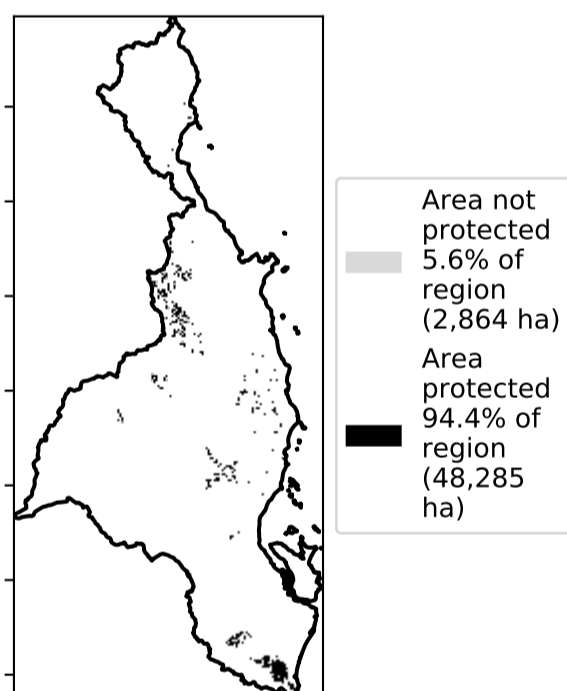 Area not
protected
5.6% of
region
(2,864 ha)
Area
protected
94.4% of
region
(48,285
ha)